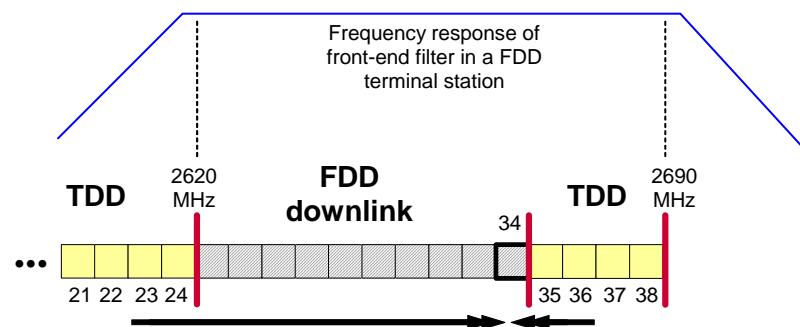 Frequency response of
front-end filter in a FDD
terminal station
TDD
2620
MHz
FDD
downlink
TDD
2690
MHz
34
21 22 23 24
35 36 37 38